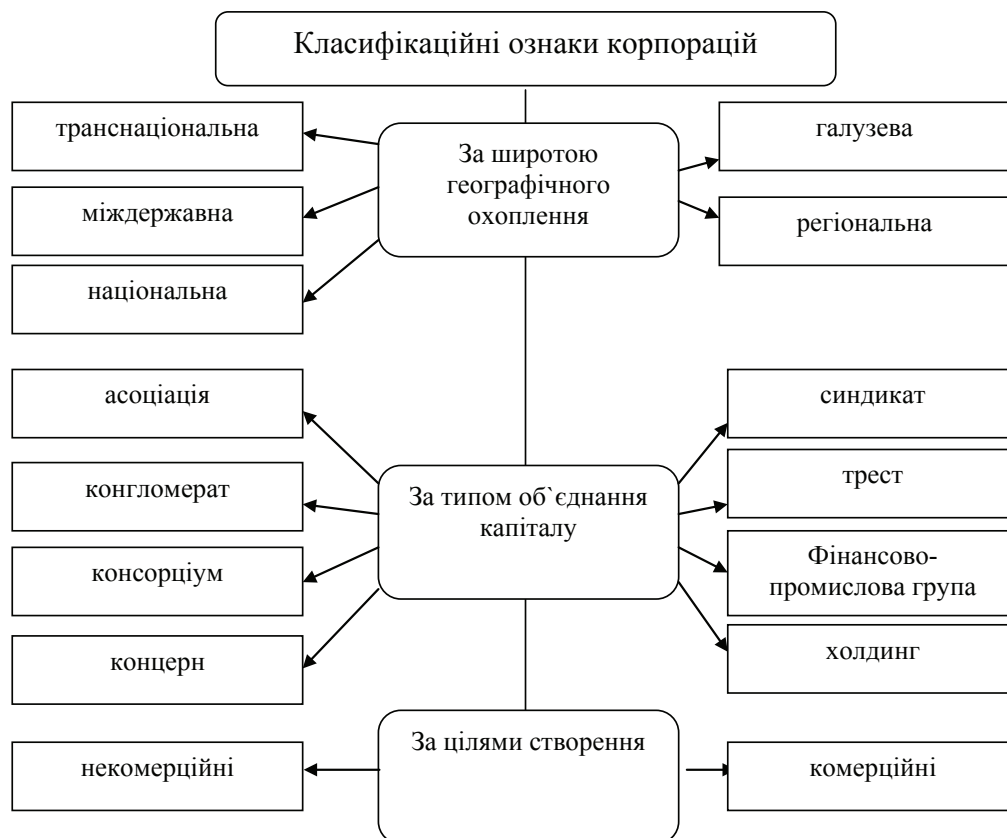 Класифікаційні ознаки корпорацій
транснаціональна
міждержавна
національна
За широтою
географічного
охоплення
галузева
регіональна
асоціація
конгломерат
консорціум
концерн
За типом об`єднання
капіталу
синдикат
трест
Фінансово-
промислова група
холдинг
некомерційні
За цілями створення
комерційні